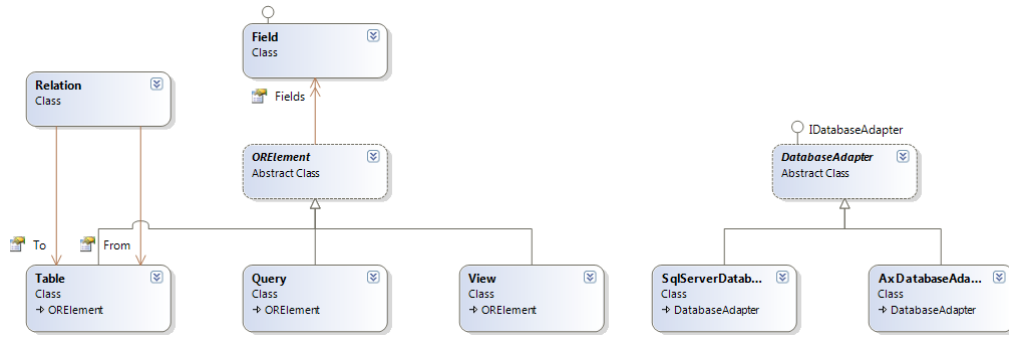 Field
Class
Relation
Class
Fields
ORElement
Abstract Class
IDatabaseAdapter
DatabaseAdapter
Abstract Class
To
From
Table
Class
→ ORElement
Query
Class
→ ORElement
View
Class
→ ORElement
SqlServerDatab...
Class
→ DatabaseAdapter
AxDatabaseAda...
Class
→ DatabaseAdapter